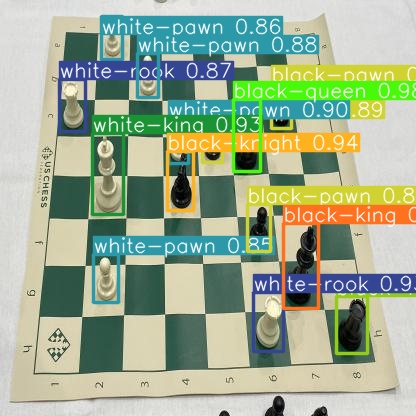 white-pawn 0.86
white-pawn 0.88
white-rook 0.87
black-pawn
black-queen 0.98
white-pawn 0.90
.89
white-king 0.93
black-knight 0.94
black-pawn 0.8
black-king 0
white-pawn 0.85
white-rook 0.9
black
USCHESS
a
c
f
f
g
g
h
h
1
2
3
4
5
6
7
8